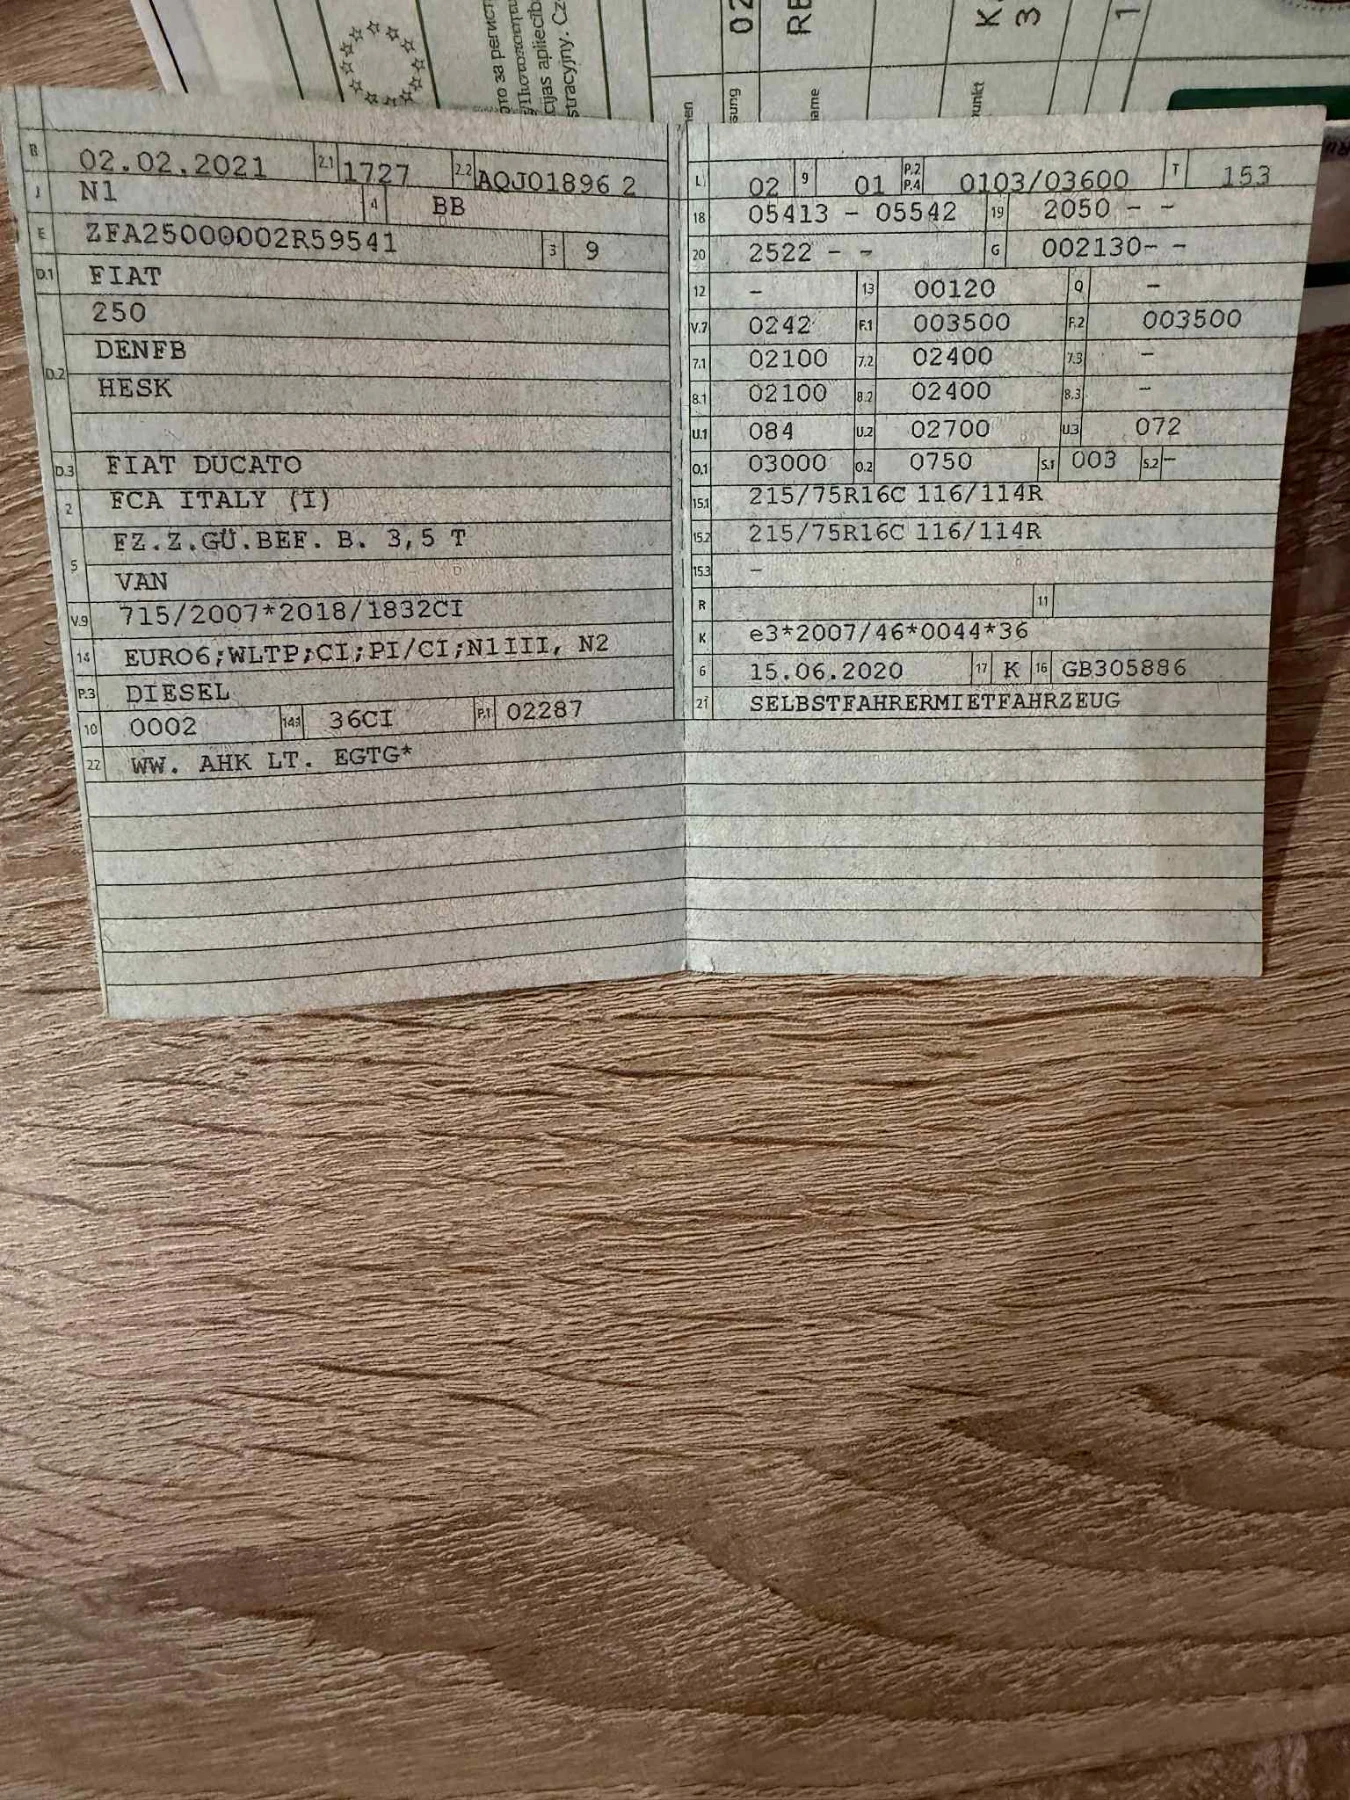 B 02.02.2021 2.1 1727 2.2 AQJ01896 2
J N1 4 BB
E ZFA25000002R59541 3 9
D.1 FIAT
250
D.2 DENFB
HESK
D.3 FIAT DUCATO
2 FCA ITALY (I)
5 FZ.Z.GÜ.BEF. B. 3,5 T
VAN
V.9 715/2007*2018/1832CI
14 EURO6;WLTP;CI;PI/CI;N1III, N2
P.3 DIESEL
10 0002 14.1 36CI P.1 02287
22 WW. AHK LT. EGTG*
L 02 9 01 P.2 P.4 0103/03600 T 153
18 05413 - 05542 19 2050 - -
20 2522 - - G 002130- -
12 - 13 00120 Q -
V.7 0242 F.1 003500 F.2 003500
7.1 02100 7.2 02400 7.3 -
8.1 02100 8.2 02400 8.3 -
U.1 084 U.2 02700 U.3 072
O.1 03000 O.2 0750 S.1 003 S.2 -
15.1 215/75R16C 116/114R
15.2 215/75R16C 116/114R
15.3 -
R 11
K e3*2007/46*0044*36
6 15.06.2020 17 K 16 GB305886
21 SELBSTFAHRERMIETFAHRZEUG